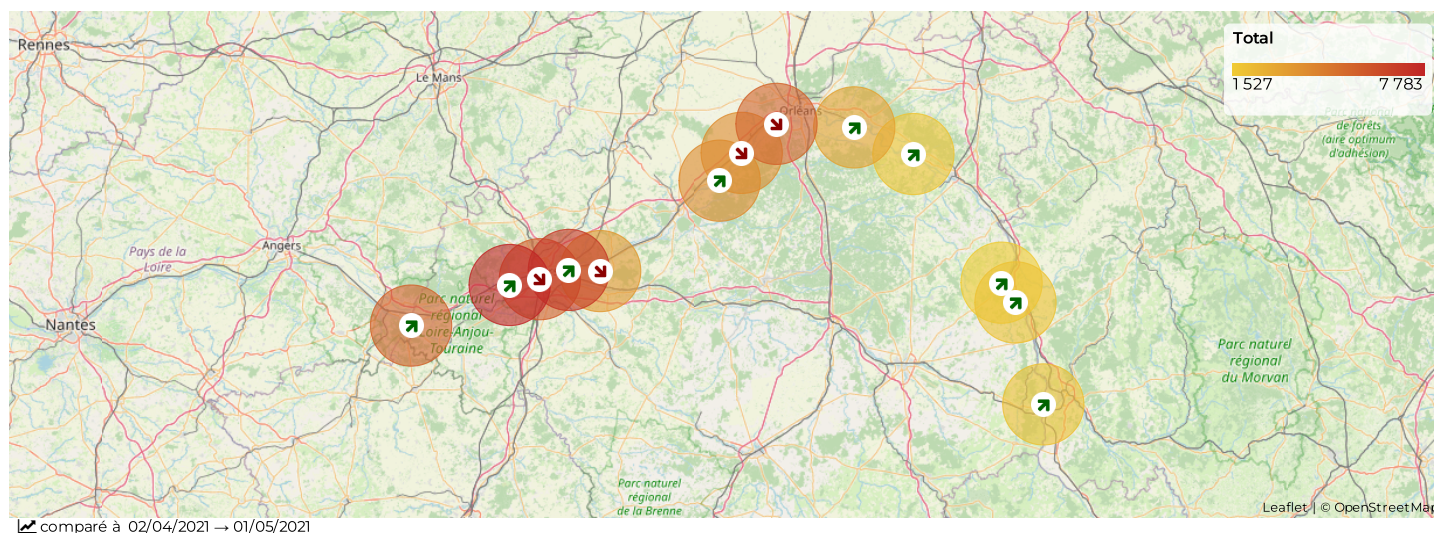 Rennes
Le Mans
Total
1 527
7 783
Orléans
de forêts
(aire optimum
d'adhésion)
Pays de la
Loire
Angers
Parc naturel
régional
Loire-Anjou-
Touraine
Nantes
Parc naturel
régional
du Morvan
Parc naturel
régional
de la Brenne
Leaflet | © OpenStreetMap
comparé à 02/04/2021 → 01/05/2021